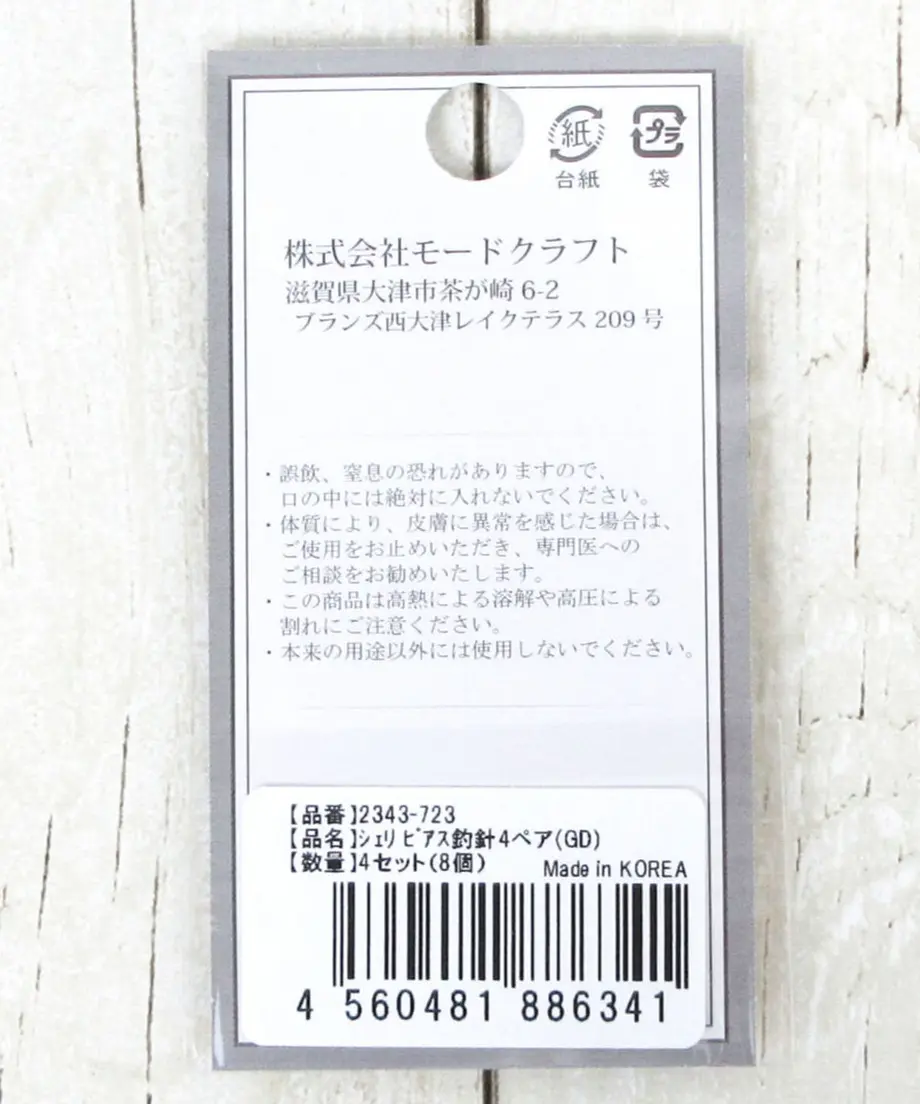 紙
プラ
台紙
袋
株式会社モードクラフト
滋賀県大津市茶が崎 6-2
ブランズ西大津レイクテラス 209 号
・誤飲、窒息の恐れがありますので、
口の中には絶対に入れないでください。
・体質により、皮膚に異常を感じた場合は、
ご使用をお止めいただき、専門医への
ご相談をお勧めいたします。
・この商品は高熱による溶解や高圧による
割れにご注意ください。
・本来の用途以外には使用しないでください。
【品番】2343-723
【品名】ｼｪﾘ ﾋﾟｱｽ釣針4ペア(GD)
【数量】4セット(8個)
Made in KOREA
4 560481 886341